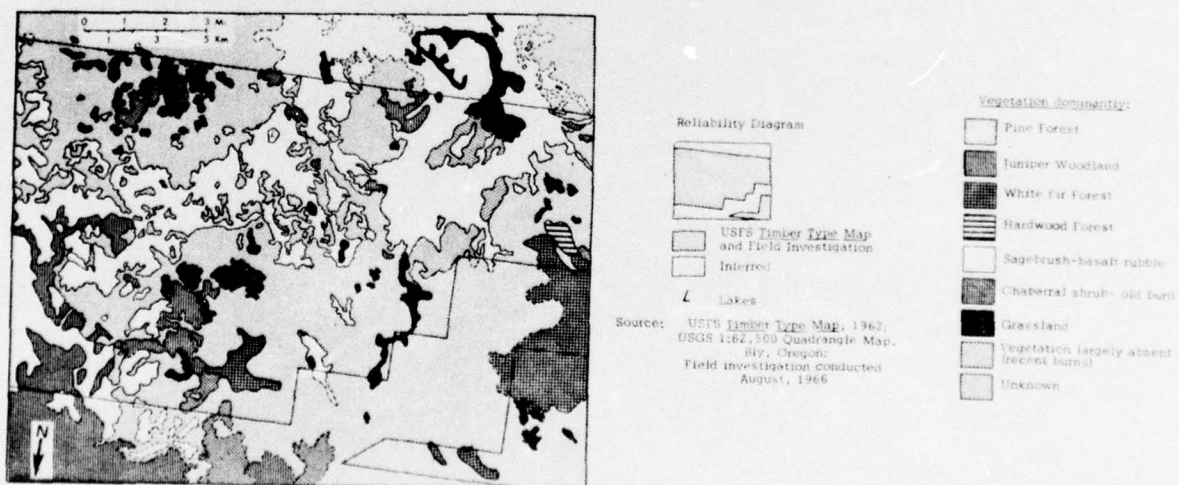 0 1 2 3 Mi
1 3 5 Km
N
Reliability Diagram
USFS Timber Type Map
and Field Investigation
Inferred
L Lakes
Source: USFS Timber Type Map, 1962;
USGS 1:62,500 Quadrangle Map,
Bly, Oregon;
Field investigation conducted
August, 1966
Vegetation dominantly:
Pine Forest
Juniper Woodland
White Fir Forest
Hardwood Forest
Sagebrush-basalt rubble
Chaparral shrub- old burn
Grassland
Vegetation largely absent
(recent burns)
Unknown